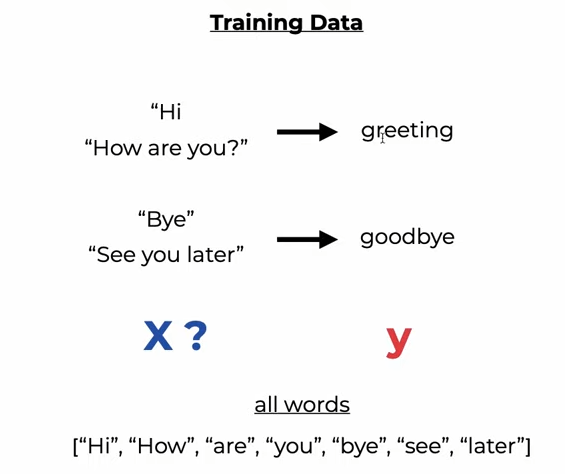 Training Data
“Hi
“How are you?”
greeting
“Bye”
“See you later”
goodbye
X ?
y
all words
[“Hi”, “How”, “are”, “you”, “bye”, “see”, “later”]